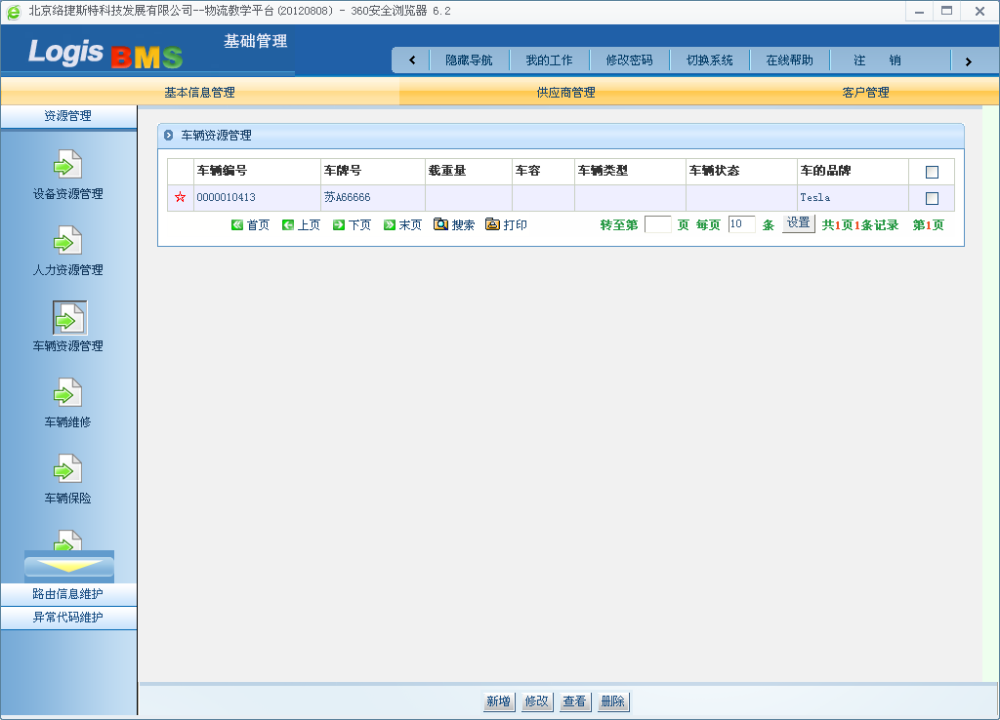 北京络捷斯特科技发展有限公司--物流教学平台(20120808) - 360安全浏览器 6.2
Logis BMS
基础管理
隐藏导航 我的工作 修改密码 切换系统 在线帮助 注 销
基本信息管理 供应商管理 客户管理
资源管理
设备资源管理
人力资源管理
车辆资源管理
车辆维修
车辆保险
路由信息维护
异常代码维护
车辆资源管理
车辆编号 车牌号 载重量 车容 车辆类型 车辆状态 车的品牌
0000010413 苏A66666 Tesla
首页 上页 下页 末页 搜索 打印 转至第 页 每页 10 条 设置 共1页1条记录 第1页
新增 修改 查看 删除